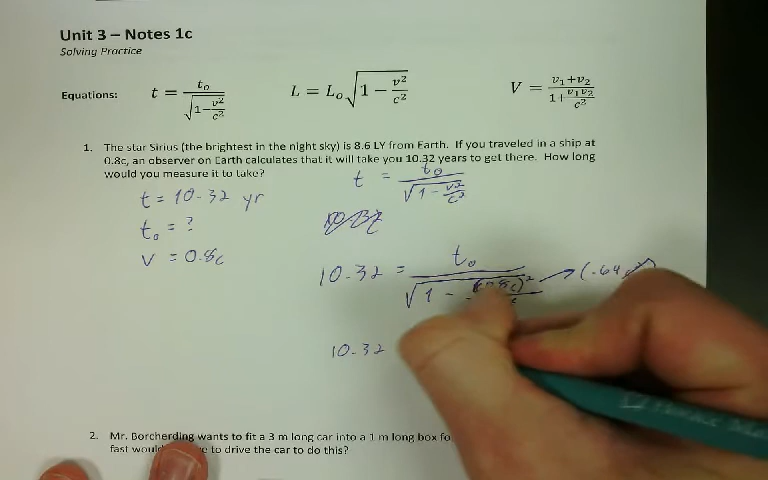 Unit 3 – Notes 1c
Solving Practice
Equations: t = t₀ / √(1 − v²/c²) L = L₀√(1 − v²/c²) V = (v₁+v₂) / (1 + v₁v₂/c²)
1. The star Sirius (the brightest in the night sky) is 8.6 LY from Earth. If you traveled in a ship at
0.8c, an observer on Earth calculates that it will take you 10.32 years to get there. How long
would you measure it to take?
t = t₀ / √(1 − v²/c²)
t = 10.32 yr
t₀ = ?
v = 0.8c
10.32 = t₀ / √(1 − (0.8c)²
(.64
10.32
2. Mr. Borcherding wants to fit a 3 m long car into a 1 m long box fo
fast would e to drive the car to do this?